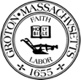 GROTON • MASSACHUSETTS
FAITH
LABOR
1655